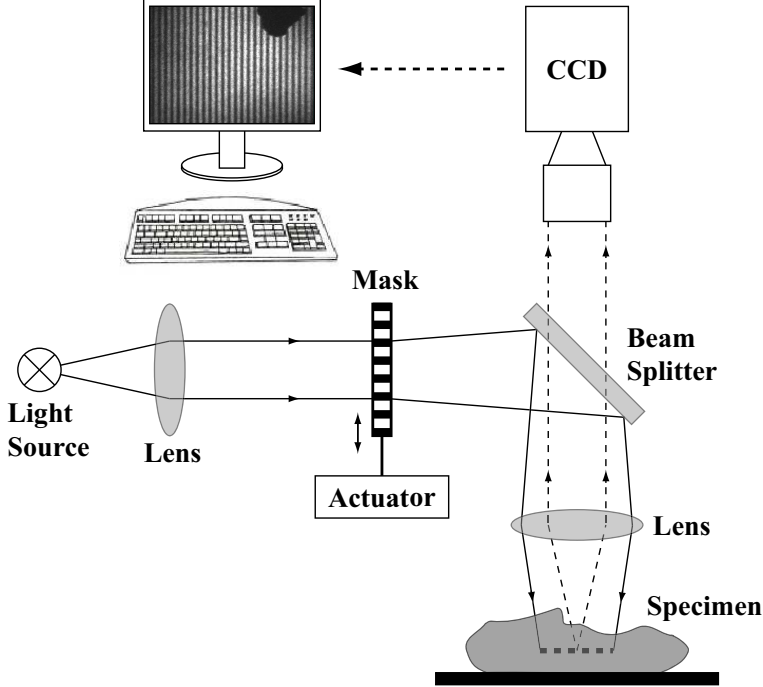 CCD
Mask
Beam
Splitter
Light
Source
Lens
Actuator
Lens
Specimen